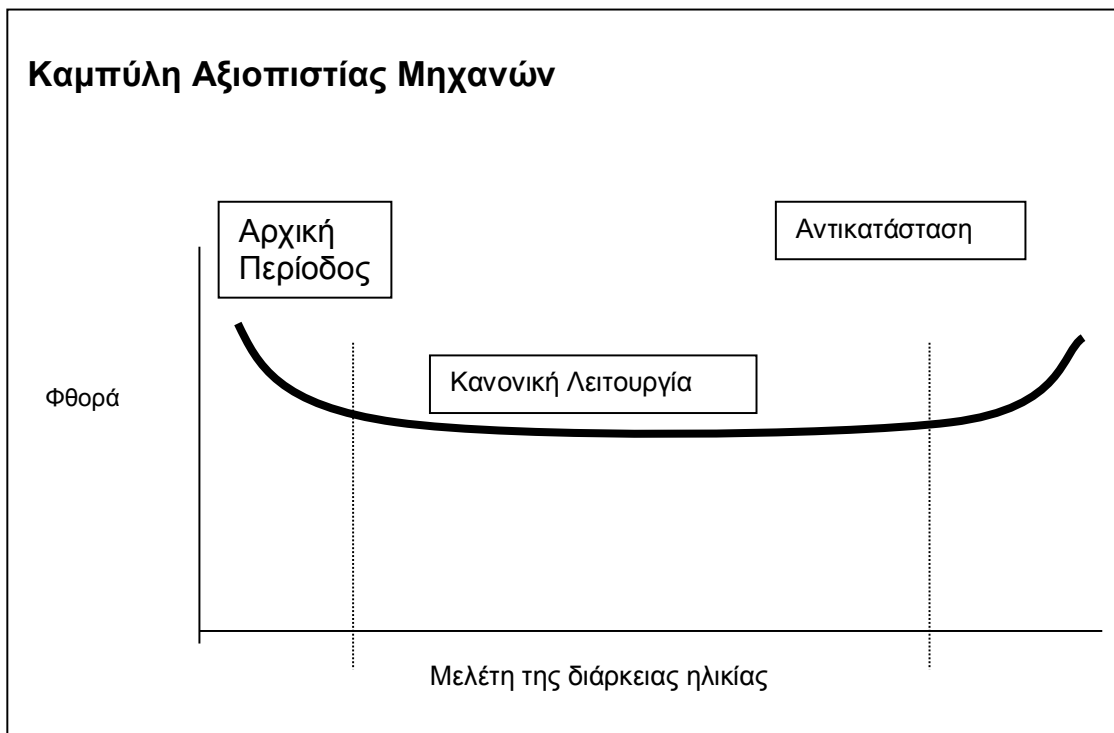 Καμπύλη Αξιοπιστίας Μηχανών
Αρχική
Περίοδος
Αντικατάσταση
Κανονική Λειτουργία
Φθορά
Μελέτη της διάρκειας ηλικίας